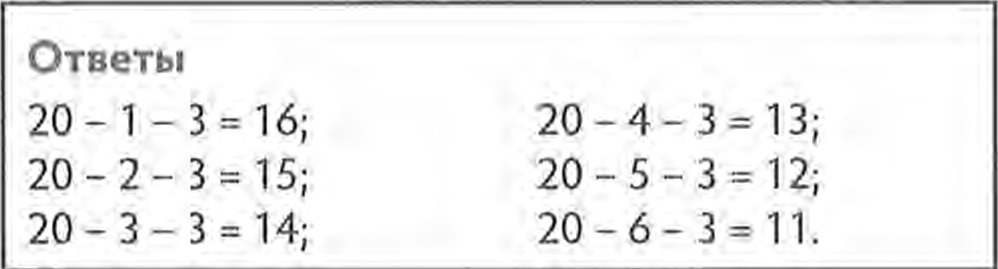 Ответы
20 – 1 – 3 = 16; 20 – 4 – 3 = 13;
20 – 2 – 3 = 15; 20 – 5 – 3 = 12;
20 – 3 – 3 = 14; 20 – 6 – 3 = 11.